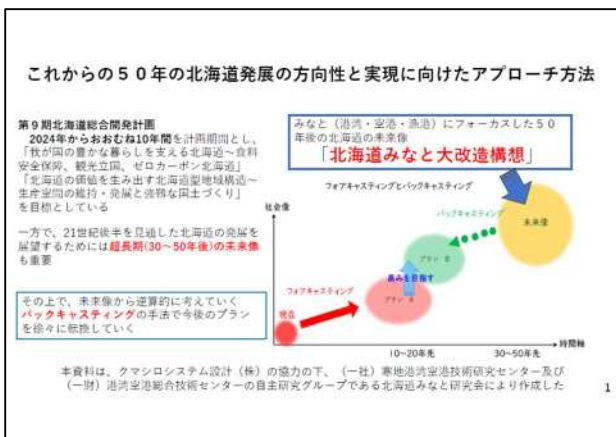 これからの５０年の北海道発展の方向性と実現に向けたアプローチ方法
第９期北海道総合開発計画
2024年からおおむね10年間を計画期間とし、
「我が国の豊かな暮らしを支える北海道～食料
安全保障、観光立国、ゼロカーボン北海道」
「北海道の価値を生み出す北海道型地域構造～
生産空間の維持・発展と強靱な国土づくり」
を目標としている
一方で、21世紀後半を見通した北海道の発展を
展望するためには超長期(30～50年後)の未来像
も重要
その上で、未来像から逆算的に考えていく
バックキャスティングの手法で今後のプラン
を徐々に転換していく
みなと（港湾・空港・漁港）にフォーカスした５０
年後の北海道の未来像
「北海道みなと大改造構想」
フォアキャスティングとバックキャスティング
社会像
バックキャスティング
未来像
プラン B
高みを目指す
フォアキャスティング
プラン A
現在
時間軸
10～20年先
30～50年先
本資料は、クマシロシステム設計（株）の協力の下、（一社）寒地港湾空港技術研究センター及び
（一財）港湾空港総合技術センターの自主研究グループである北海道みなと研究会により作成した
1